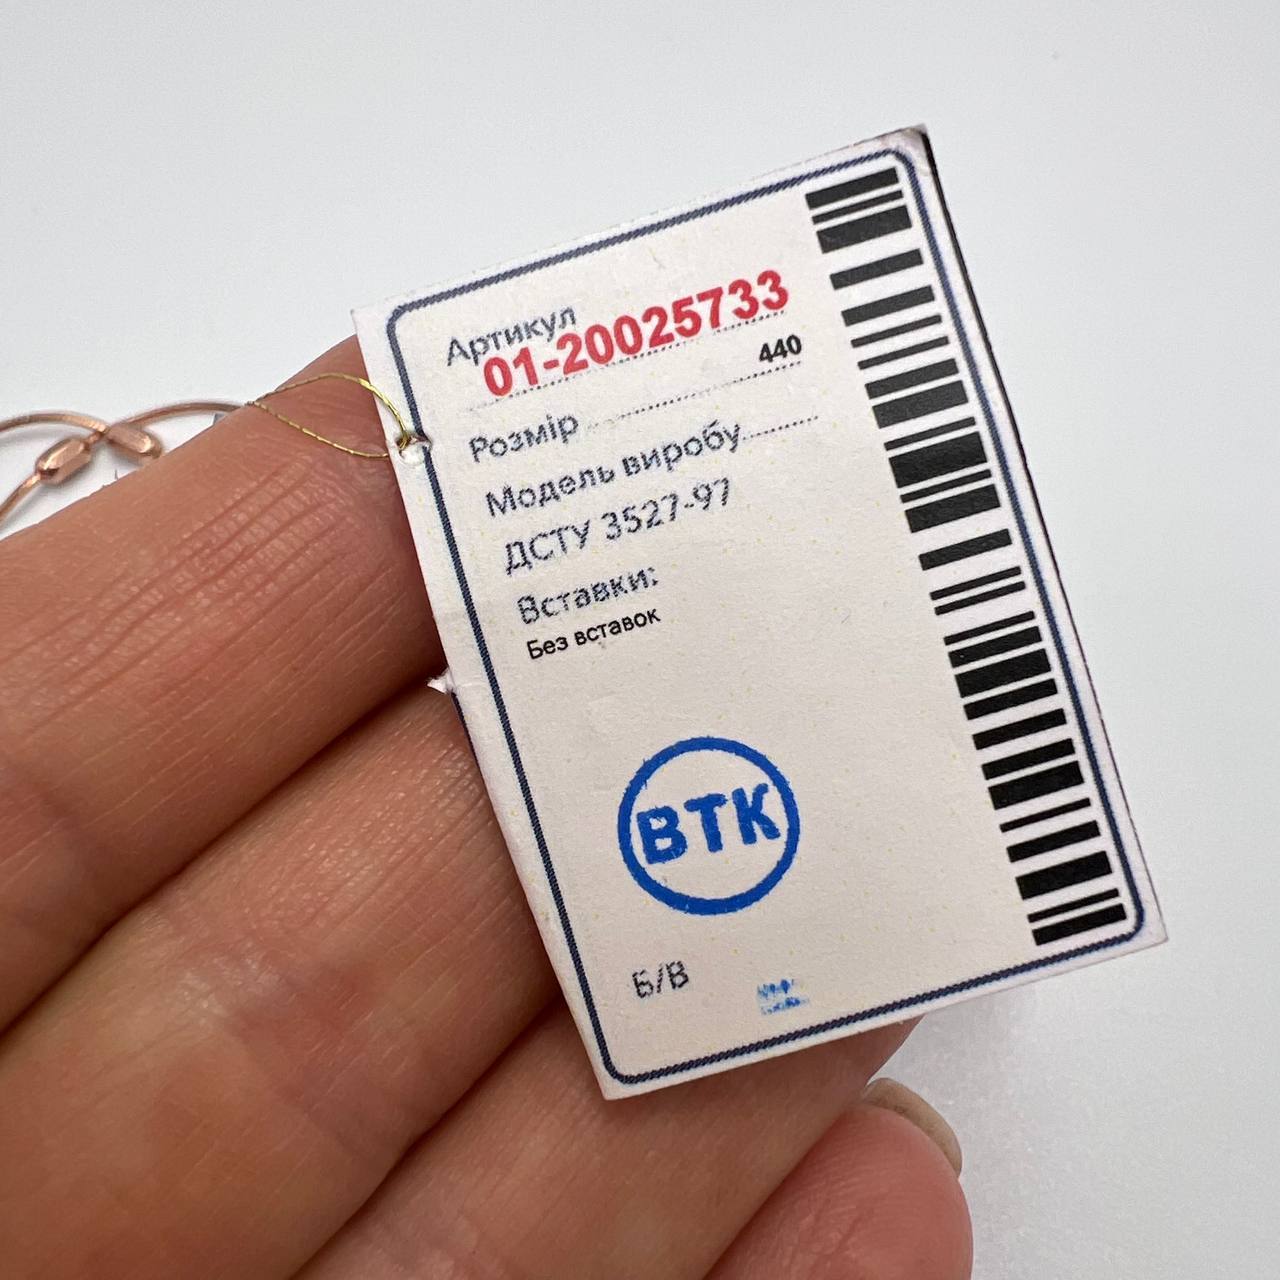 Артикул
01-20025733
Розмір 440
Модель виробу
ДСТУ 3527-97
Вставки:
Без вставок
ВТК
Б/В